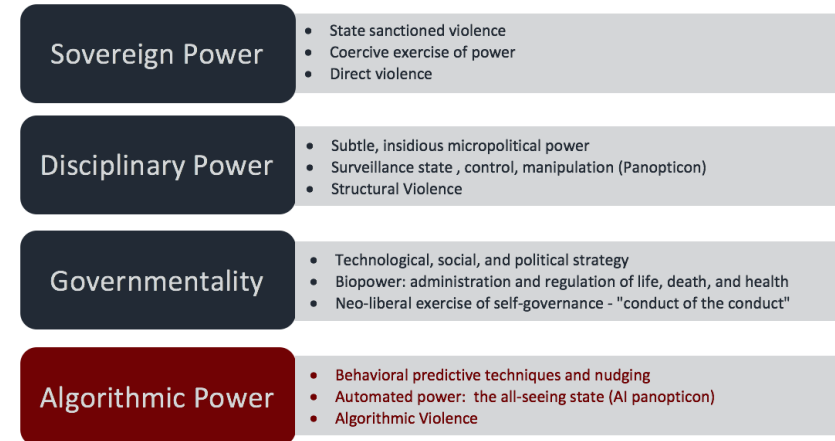 Sovereign Power
• State sanctioned violence
• Coercive exercise of power
• Direct violence
Disciplinary Power
• Subtle, insidious micropolitical power
• Surveillance state , control, manipulation (Panopticon)
• Structural Violence
Governmentality
• Technological, social, and political strategy
• Biopower: administration and regulation of life, death, and health
• Neo-liberal exercise of self-governance - "conduct of the conduct"
Algorithmic Power
• Behavioral predictive techniques and nudging
• Automated power: the all-seeing state (AI panopticon)
• Algorithmic Violence